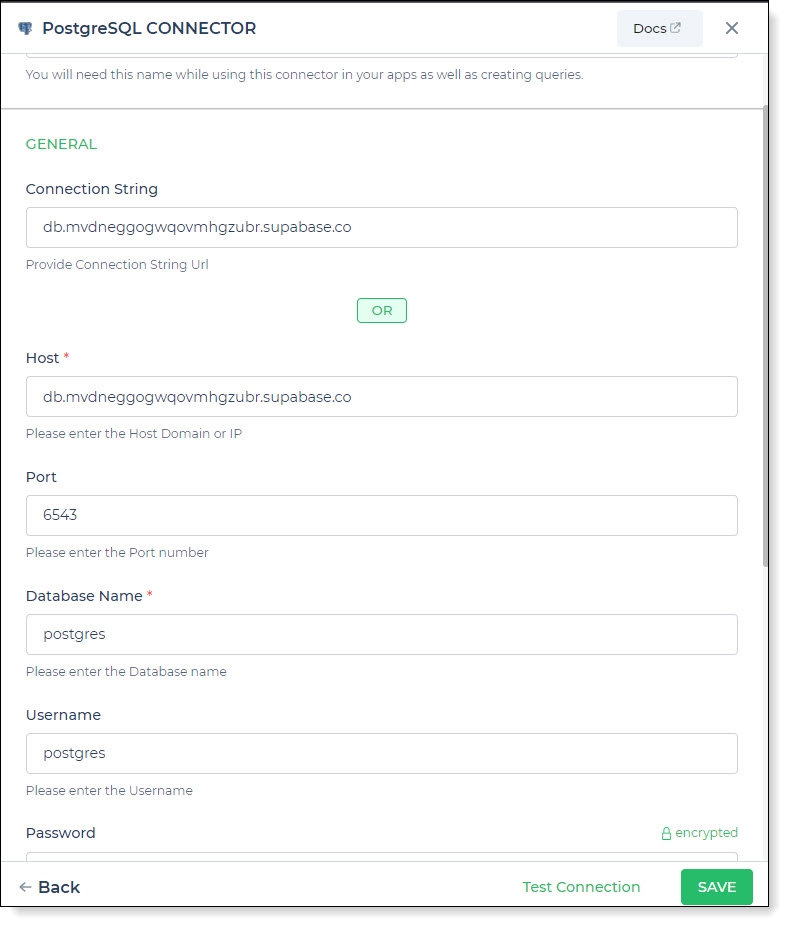 PostgreSQL CONNECTOR
Docs
You will need this name while using this connector in your apps as well as creating queries.
GENERAL
Connection String
db.mvdneggogwqovmhgzubr.supabase.co
Provide Connection String Url
OR
Host *
db.mvdneggogwqovmhgzubr.supabase.co
Please enter the Host Domain or IP
Port
6543
Please enter the Port number
Database Name *
postgres
Please enter the Database name
Username
postgres
Please enter the Username
Password
encrypted
Back
Test Connection
SAVE